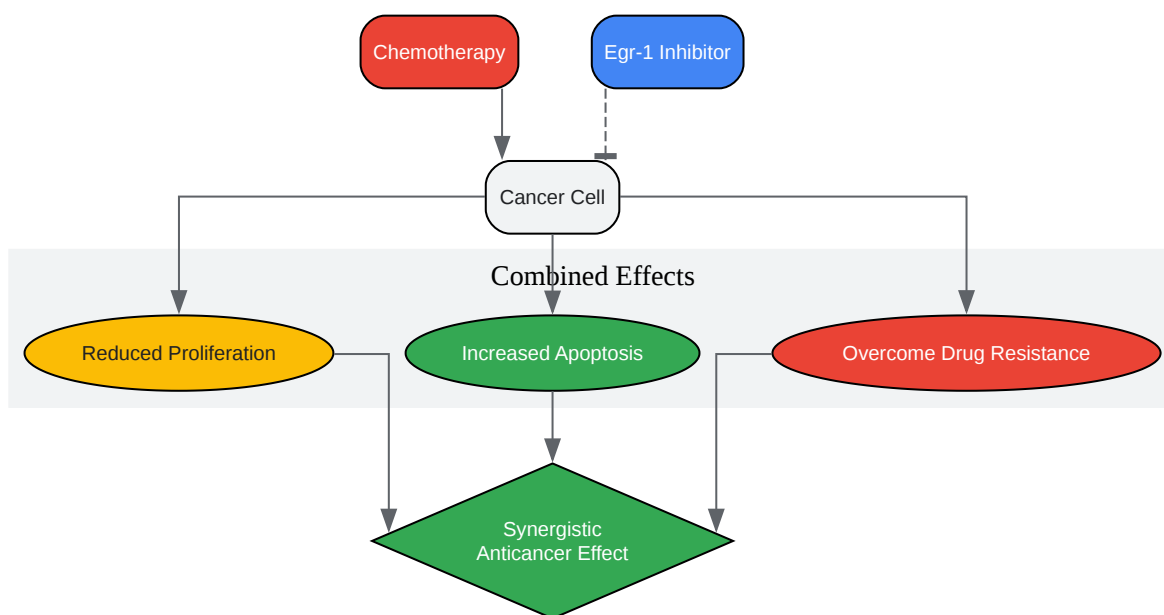 Chemotherapy
Egr-1 Inhibitor
Cancer Cell
Combined Effects
Reduced Proliferation
Increased Apoptosis
Overcome Drug Resistance
Synergistic
Anticancer Effect